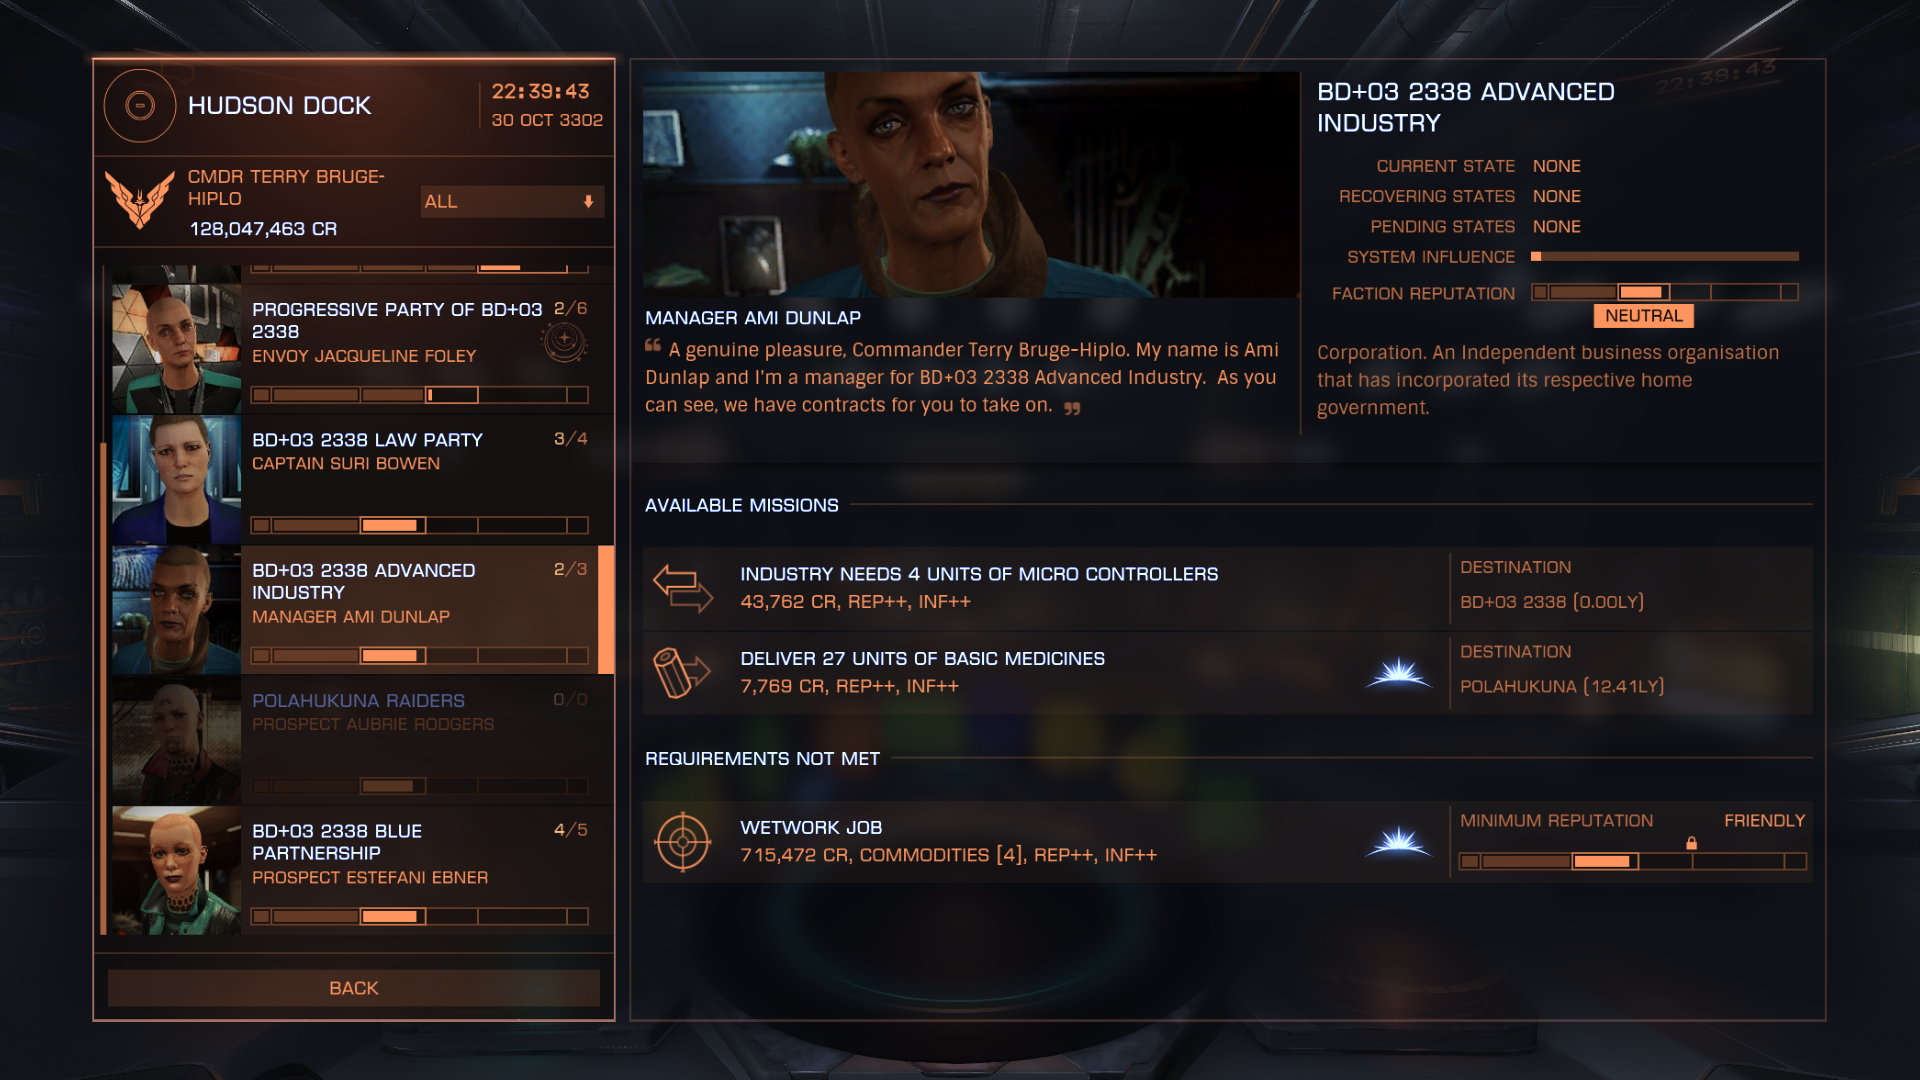 HUDSON DOCK
22:39:43
30 OCT 3302
CMDR TERRY BRUGE-
HIPLO
128,047,463 CR
ALL
PROGRESSIVE PARTY OF BD+03
2338
2/6
ENVOY JACQUELINE FOLEY
BD+03 2338 LAW PARTY
3/4
CAPTAIN SURI BOWEN
BD+03 2338 ADVANCED
INDUSTRY
2/3
MANAGER AMI DUNLAP
POLAHUKUNA RAIDERS
0/0
PROSPECT AUBRIE RODGERS
BD+03 2338 BLUE
PARTNERSHIP
4/5
PROSPECT ESTEFANI EBNER
BACK
MANAGER AMI DUNLAP
“ A genuine pleasure, Commander Terry Bruge-Hiplo. My name is Ami
Dunlap and I'm a manager for BD+03 2338 Advanced Industry. As you
can see, we have contracts for you to take on. ”
22:39:43
BD+03 2338 ADVANCED
INDUSTRY
CURRENT STATE NONE
RECOVERING STATES NONE
PENDING STATES NONE
SYSTEM INFLUENCE
FACTION REPUTATION
NEUTRAL
Corporation. An Independent business organisation
that has incorporated its respective home
government.
AVAILABLE MISSIONS
INDUSTRY NEEDS 4 UNITS OF MICRO CONTROLLERS
43,762 CR, REP++, INF++
DESTINATION
BD+03 2338 (0.00LY)
DELIVER 27 UNITS OF BASIC MEDICINES
7,769 CR, REP++, INF++
DESTINATION
POLAHUKUNA (12.41LY)
REQUIREMENTS NOT MET
WETWORK JOB
715,472 CR, COMMODITIES [4], REP++, INF++
MINIMUM REPUTATION FRIENDLY